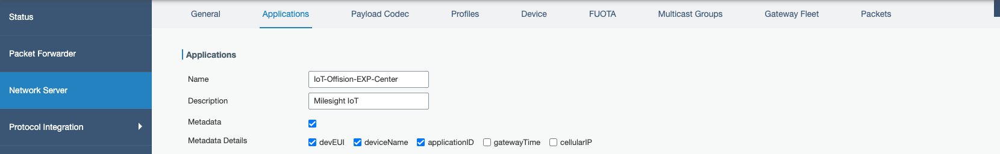 Status
Packet Forwarder
Network Server
Protocol Integration
General Applications Payload Codec Profiles Device FUOTA Multicast Groups Gateway Fleet Packets
Applications
Name IoT-Offision-EXP-Center
Description Milesight IoT
Metadata
Metadata Details devEUI deviceName applicationID gatewayTime cellularIP